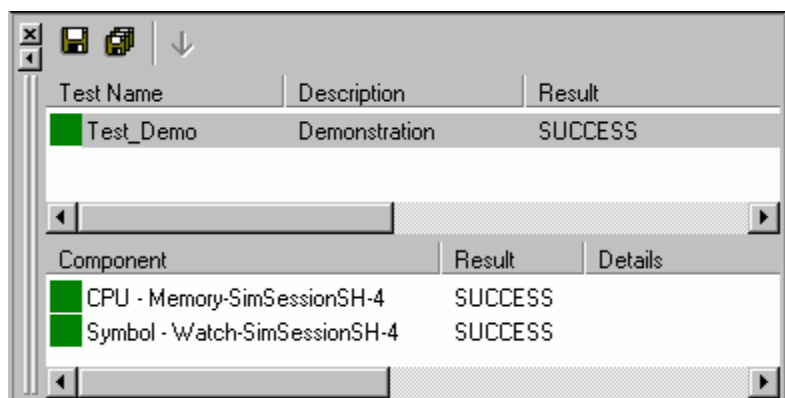 Test Name Description Result
Test_Demo Demonstration SUCCESS
Component Result Details
CPU - Memory-SimSessionSH-4 SUCCESS
Symbol - Watch-SimSessionSH-4 SUCCESS